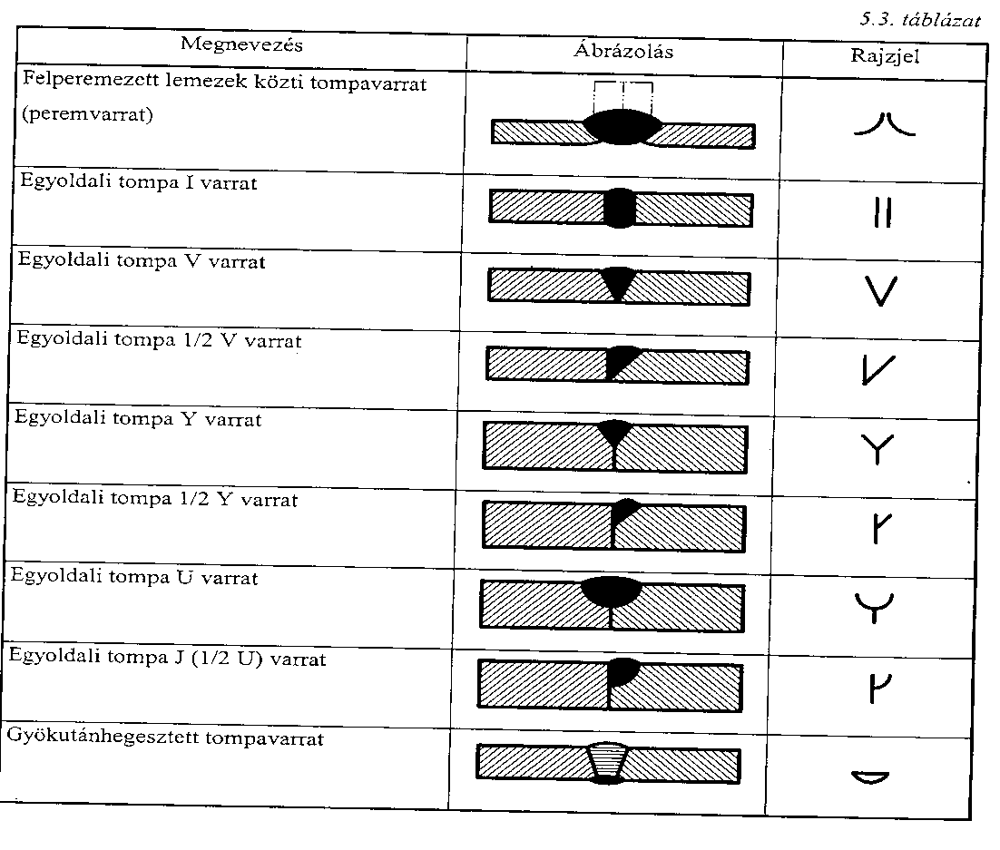 5.3. táblázat
Megnevezés
Ábrázolás
Rajzjel
Felperemezett lemezek közti tompavarrat
(peremvarrat)
Egyoldali tompa I varrat
Egyoldali tompa V varrat
Egyoldali tompa 1/2 V varrat
Egyoldali tompa Y varrat
Egyoldali tompa 1/2 Y varrat
Egyoldali tompa U varrat
Egyoldali tompa J (1/2 U) varrat
Gyökutánhegesztett tompavarrat